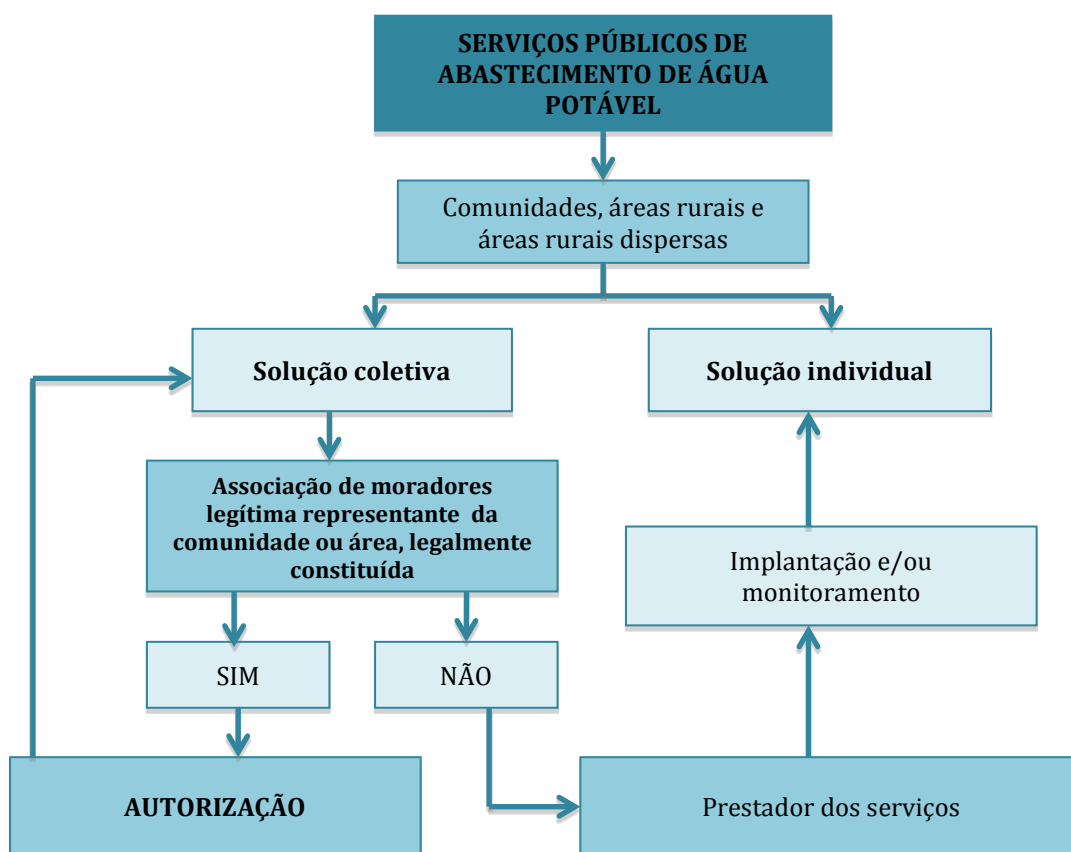 SERVIÇOS PÚBLICOS DE
ABASTECIMENTO DE ÁGUA
POTÁVEL
Comunidades, áreas rurais e
áreas rurais dispersas
Solução coletiva
Solução individual
Associação de moradores
legítima representante da
comunidade ou área, legalmente
constituída
Implantação e/ou
monitoramento
SIM
NÃO
AUTORIZAÇÃO
Prestador dos serviços